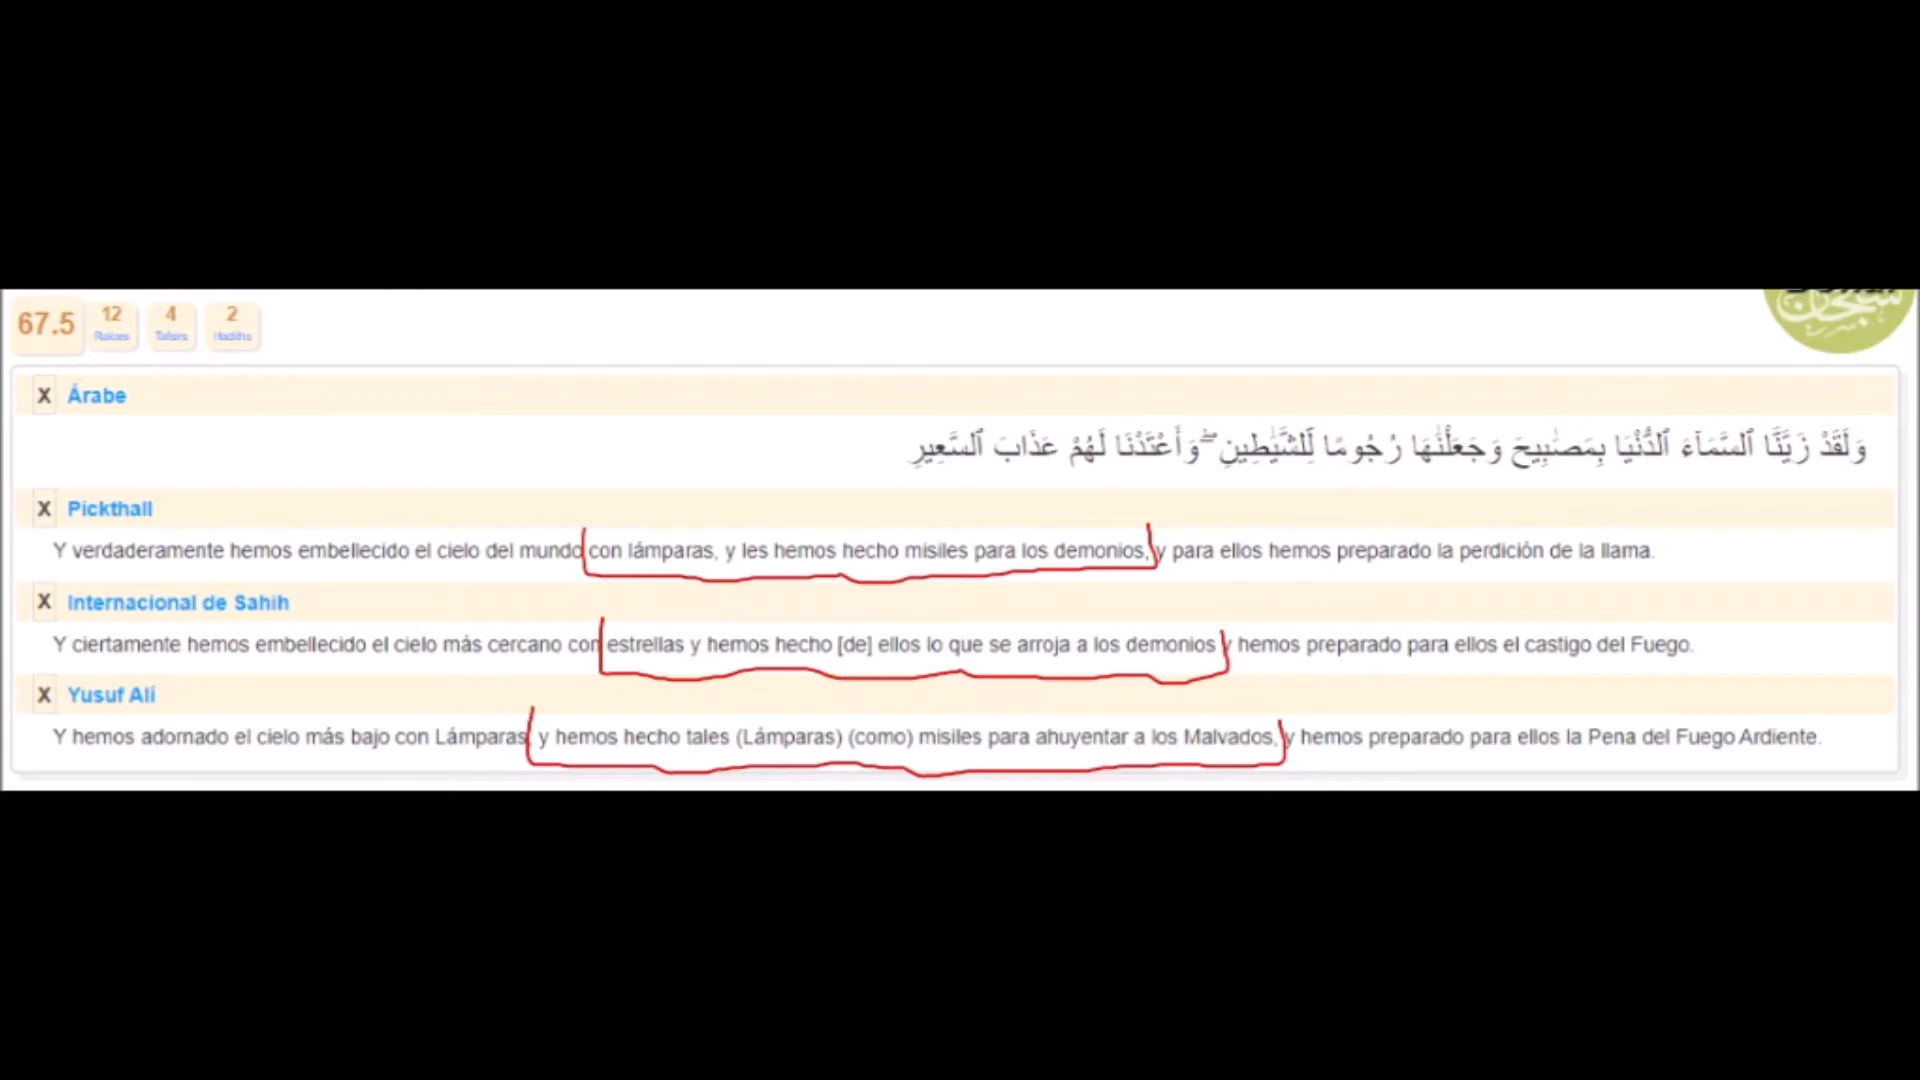 67.5
12
4
2
Raices
Tafsirs
Hadiths
X Árabe
وَلَقَدْ زَيَّنَّا ٱلسَّمَآءَ ٱلدُّنْيَا بِمَصَٰبِيحَ وَجَعَلْنَٰهَا رُجُومًا لِّلشَّيَٰطِينِ ۖ وَأَعْتَدْنَا لَهُمْ عَذَابَ ٱلسَّعِيرِ
X Pickthall
Y verdaderamente hemos embellecido el cielo del mundo con lámparas, y les hemos hecho misiles para los demonios, y para ellos hemos preparado la perdición de la llama.
X Internacional de Sahih
Y ciertamente hemos embellecido el cielo más cercano con estrellas y hemos hecho [de] ellos lo que se arroja a los demonios y hemos preparado para ellos el castigo del Fuego.
X Yusuf Alí
Y hemos adornado el cielo más bajo con Lámparas, y hemos hecho tales (Lámparas) (como) misiles para ahuyentar a los Malvados, y hemos preparado para ellos la Pena del Fuego Ardiente.